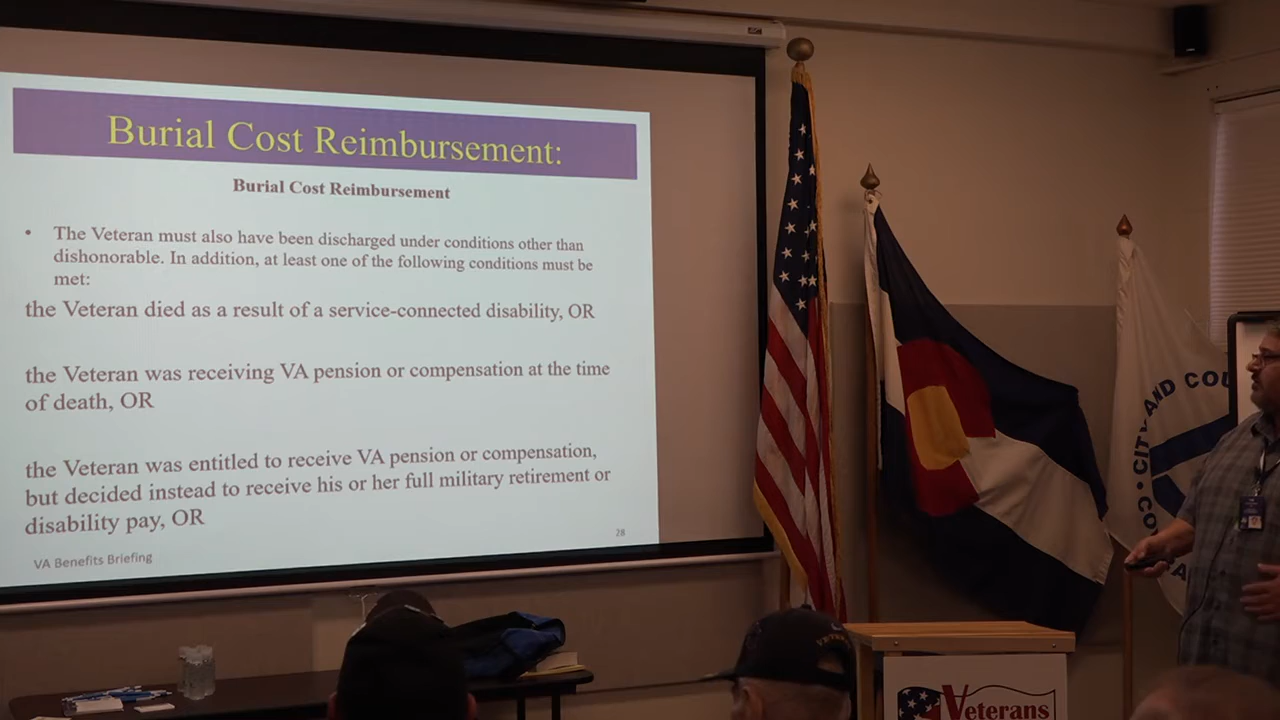 Burial Cost Reimbursement:
Burial Cost Reimbursement
• The Veteran must also have been discharged under conditions other than
dishonorable. In addition, at least one of the following conditions must be
met:
the Veteran died as a result of a service-connected disability, OR
the Veteran was receiving VA pension or compensation at the time
of death, OR
the Veteran was entitled to receive VA pension or compensation,
but decided instead to receive his or her full military retirement or
disability pay, OR
28
VA Benefits Briefing
CITY AND COU
Veterans